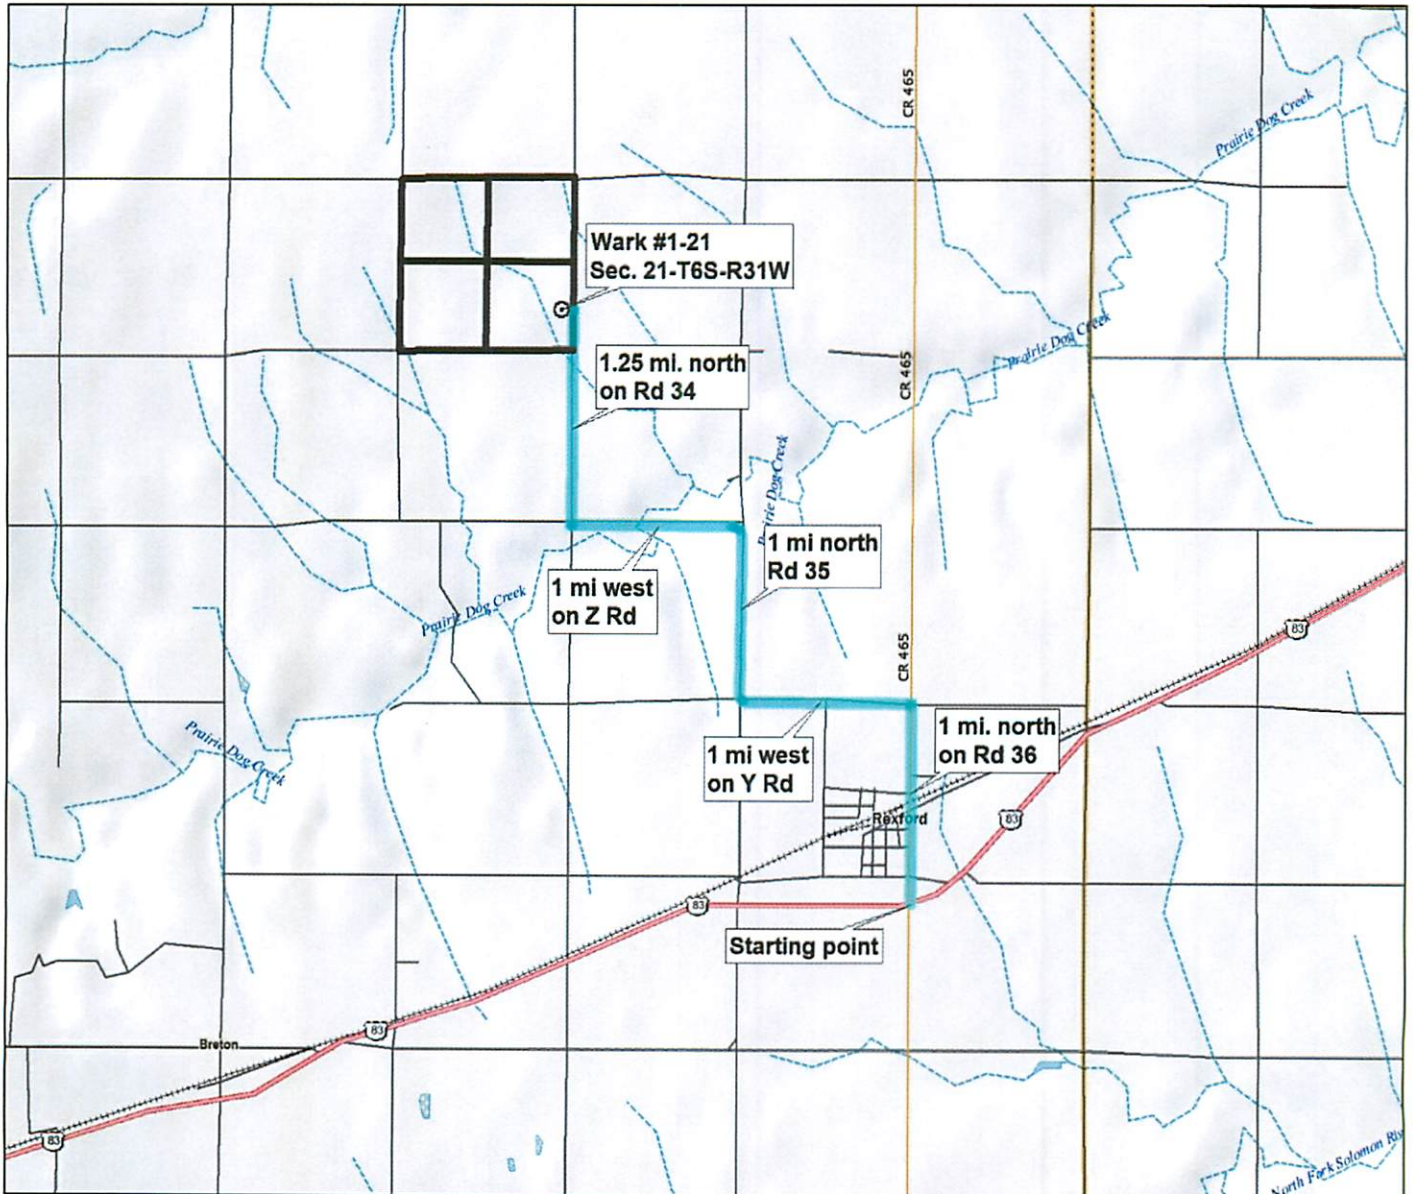 CR 465
Prairie Dog Creek
Wark #1-21
Sec. 21-T6S-R31W
Prairie Dog Creek
1.25 mi. north
on Rd 34
CR 465
Prairie Dog Creek
1 mi north
Rd 35
1 mi west
on Z Rd
Prairie Dog Creek
83
CR 465
Prairie Dog Creek
1 mi. north
on Rd 36
1 mi west
on Y Rd
83
Rexford
83
Starting point
83
Breton
83
North Fork Solomon Riv